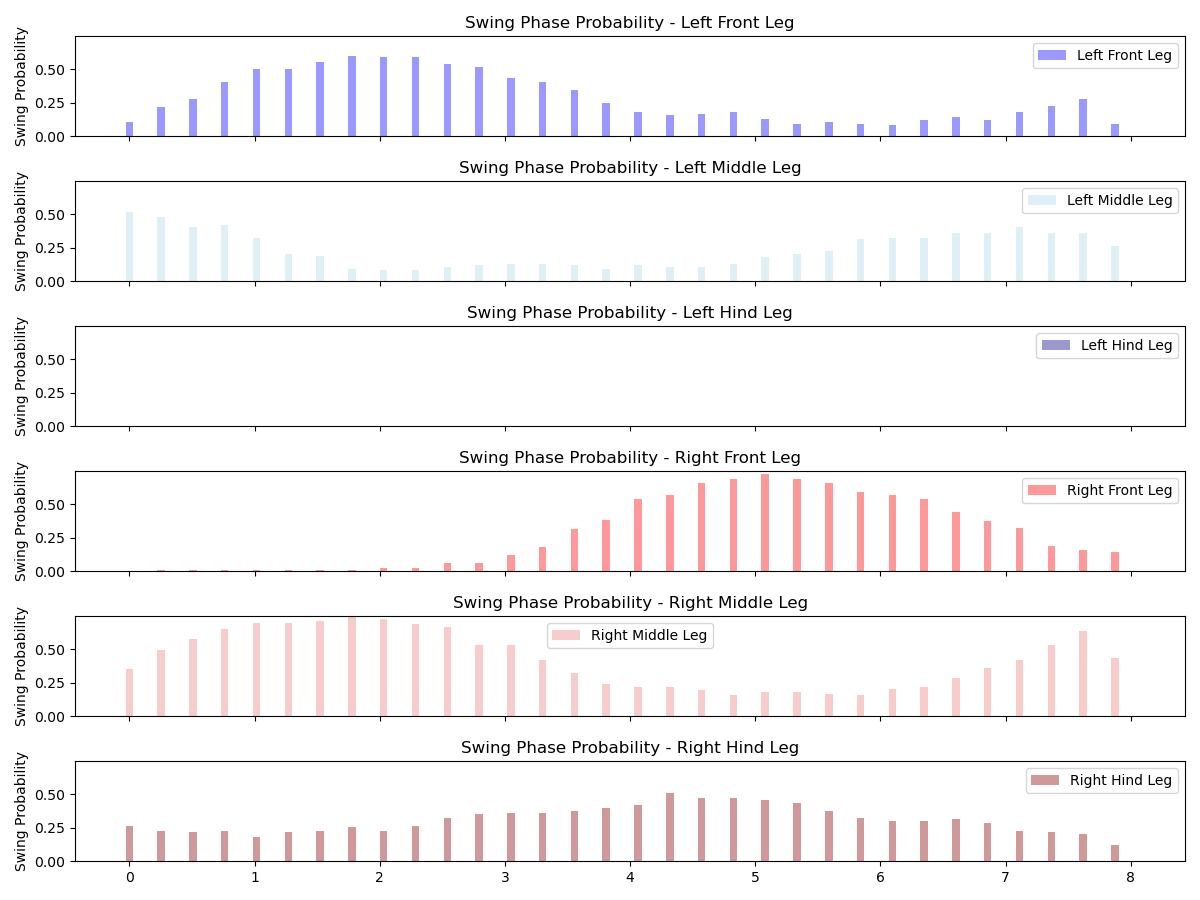 Swing Phase Probability - Left Front Leg
Swing Probability
0.50
0.25
0.00
Left Front Leg
Swing Phase Probability - Left Middle Leg
Swing Probability
0.50
0.25
0.00
Left Middle Leg
Swing Phase Probability - Left Hind Leg
Swing Probability
0.50
0.25
0.00
Left Hind Leg
Swing Phase Probability - Right Front Leg
Swing Probability
0.50
0.25
0.00
Right Front Leg
Swing Phase Probability - Right Middle Leg
Swing Probability
0.50
0.25
0.00
Right Middle Leg
Swing Phase Probability - Right Hind Leg
Swing Probability
0.50
0.25
0.00
Right Hind Leg
0 1 2 3 4 5 6 7 8